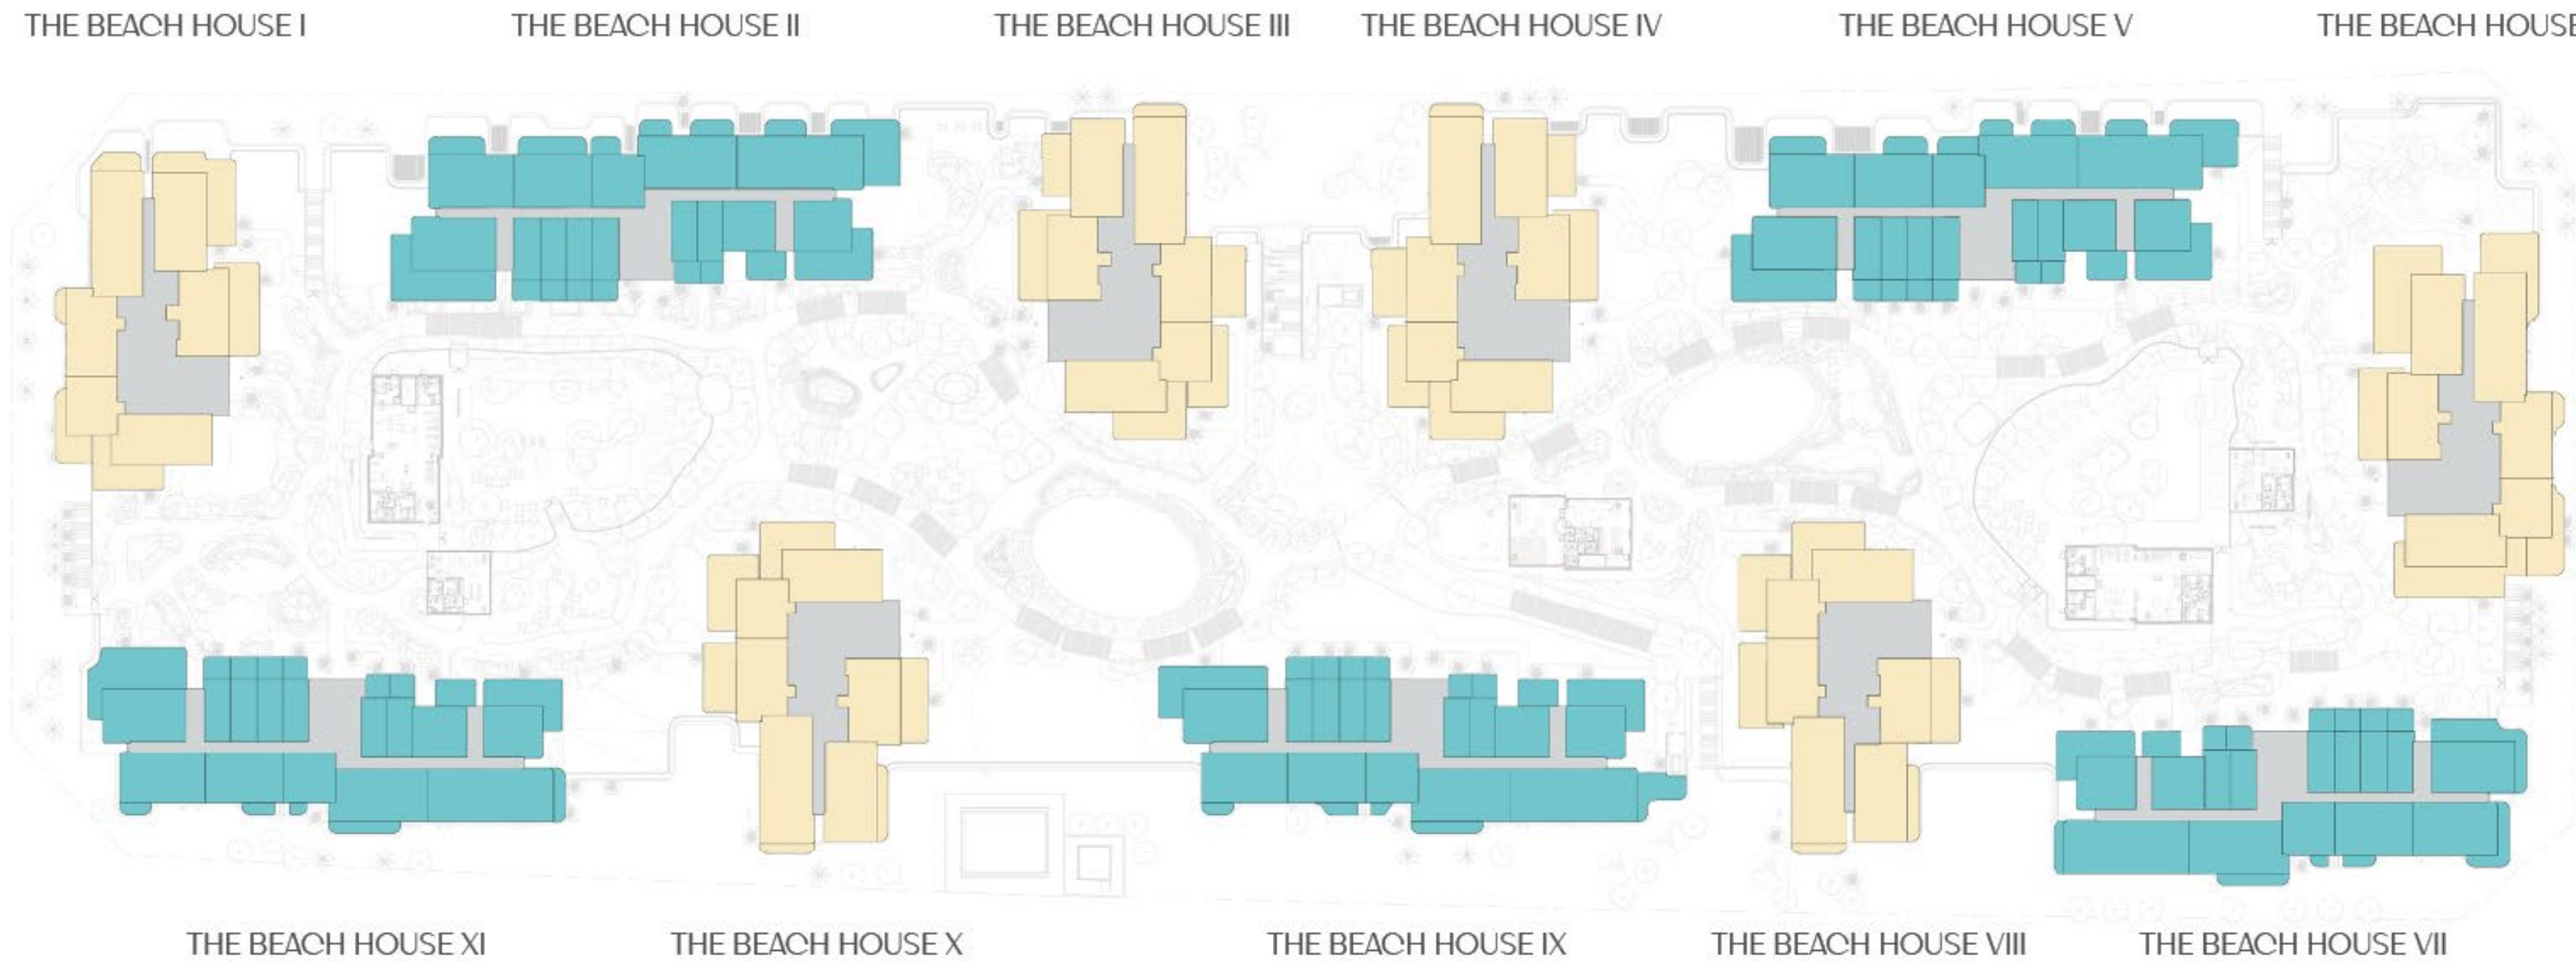 THE BEACH HOUSE I
THE BEACH HOUSE II
THE BEACH HOUSE III
THE BEACH HOUSE IV
THE BEACH HOUSE V
THE BEACH HOUSE
THE BEACH HOUSE XI
THE BEACH HOUSE X
THE BEACH HOUSE IX
THE BEACH HOUSE VIII
THE BEACH HOUSE VII